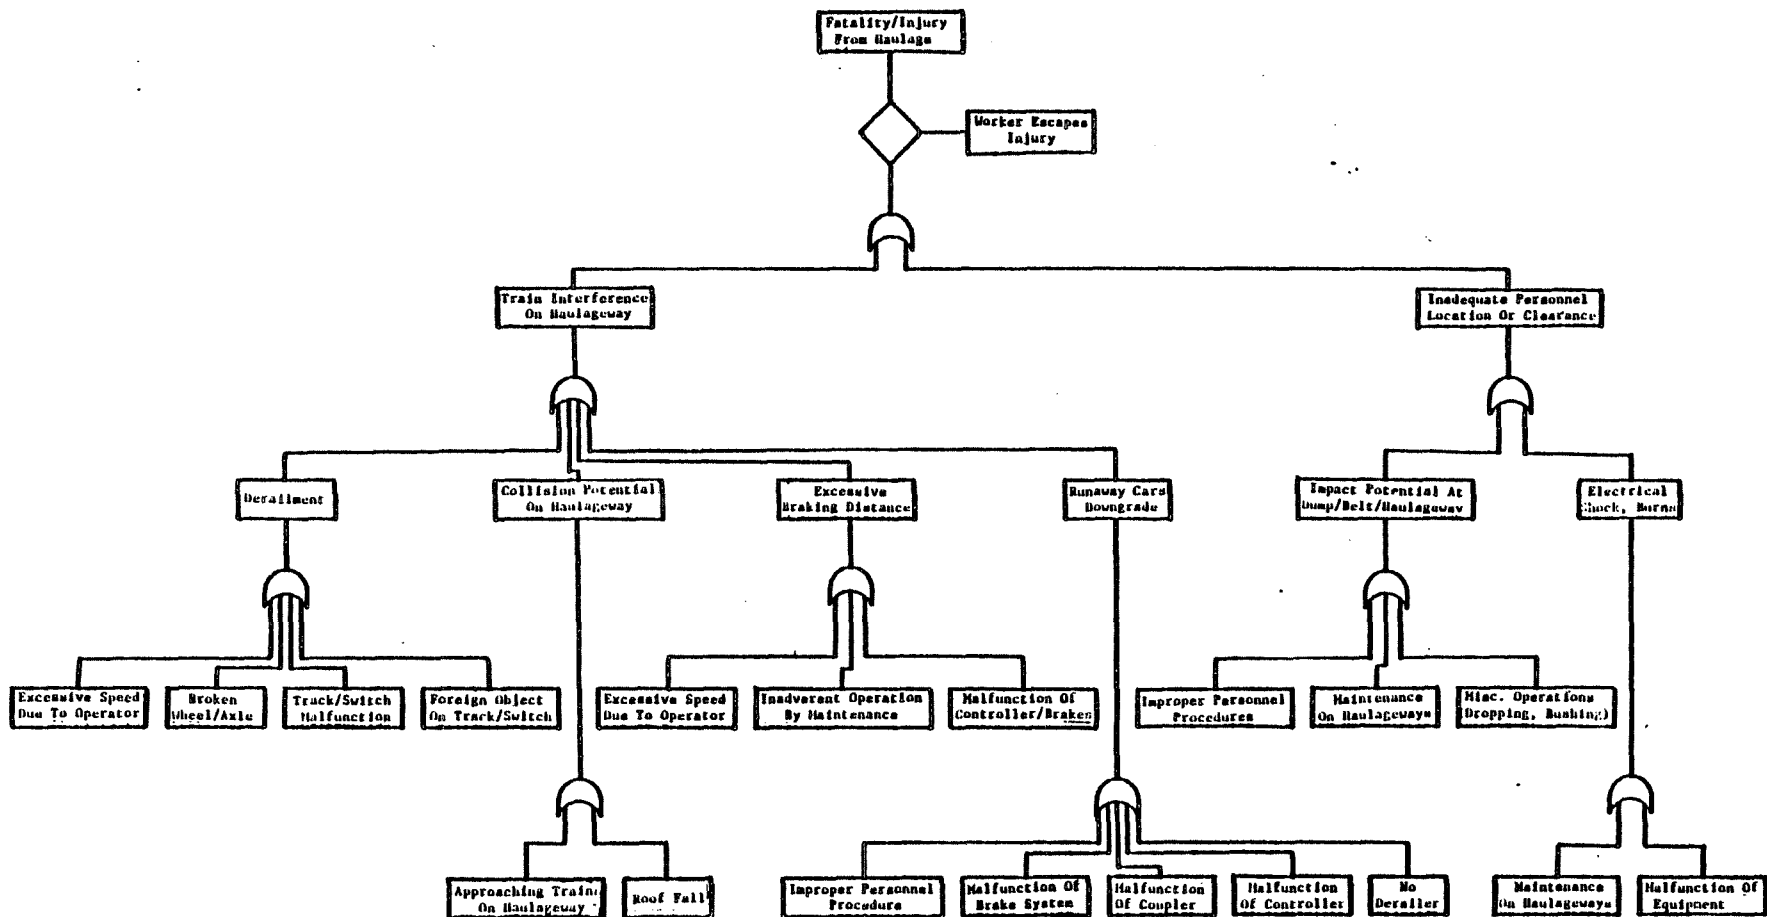 Fatality/Injury
From Haulage
Worker Escapes
Injury
Train Interference
On Haulageway
Inadequate Personnel
Location Or Clearance
Derailment
Collision Potential
On Haulageway
Excessive
Braking Distance
Runaway Cars
Downgrade
Impact Potential At
Dump/Belt/Haulageway
Electrical
Shock, Burns
Excessive Speed
Due To Operator
Broken
Wheel/Axle
Track/Switch
Malfunction
Foreign Object
On Track/Switch
Excessive Speed
Due To Operator
Inadverant Operation
By Maintenance
Malfunction Of
Controller/Brakes
Improper Personnel
Procedures
Maintenance
On Haulageways
Misc. Operations
(Dropping, Bushing)
Approaching Train
On Haulageway
Roof Fall
Improper Personnel
Procedure
Malfunction Of
Brake System
Malfunction
Of Coupler
Malfunction
Of Controller
No
Derailer
Maintenance
On Haulageways
Malfunction Of
Equipment